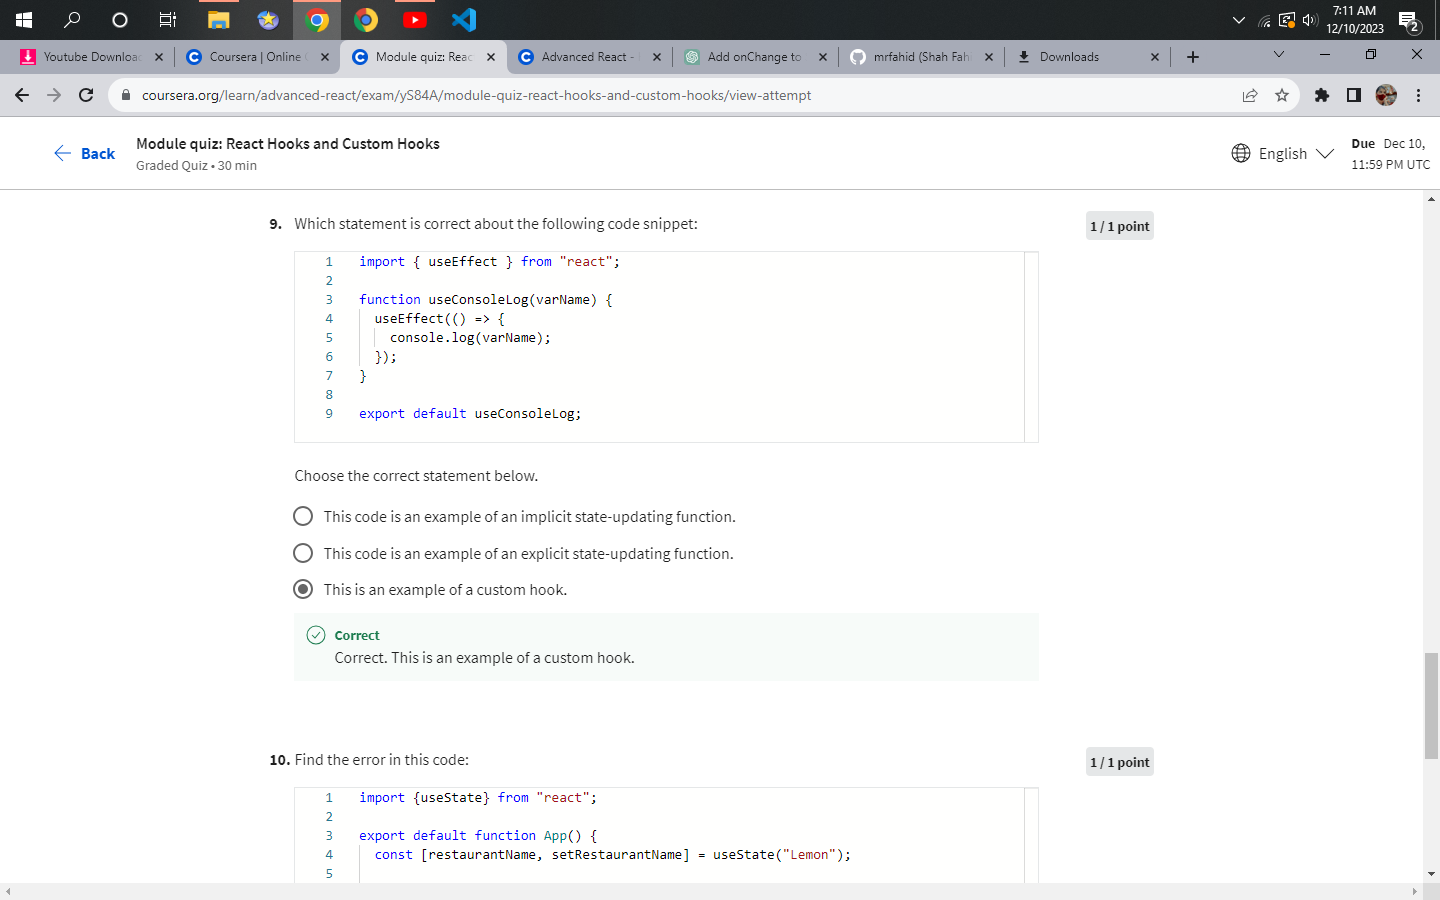 7:11 AM
12/10/2023
2
Youtube Downloa
Coursera | Online
Module quiz: Reac
Advanced React -
Add onChange to
mrfahid (Shah Fah
Downloads
coursera.org/learn/advanced-react/exam/yS84A/module-quiz-react-hooks-and-custom-hooks/view-attempt
Back
Module quiz: React Hooks and Custom Hooks
Graded Quiz • 30 min
English
Due Dec 10,
11:59 PM UTC
9. Which statement is correct about the following code snippet:
1 / 1 point
1 import { useEffect } from "react";
2
3 function useConsoleLog(varName) {
4 useEffect(() => {
5 console.log(varName);
6 });
7 }
8
9 export default useConsoleLog;
Choose the correct statement below.
This code is an example of an implicit state-updating function.
This code is an example of an explicit state-updating function.
This is an example of a custom hook.
Correct
Correct. This is an example of a custom hook.
10. Find the error in this code:
1 / 1 point
1 import {useState} from "react";
2
3 export default function App() {
4 const [restaurantName, setRestaurantName] = useState("Lemon");
5